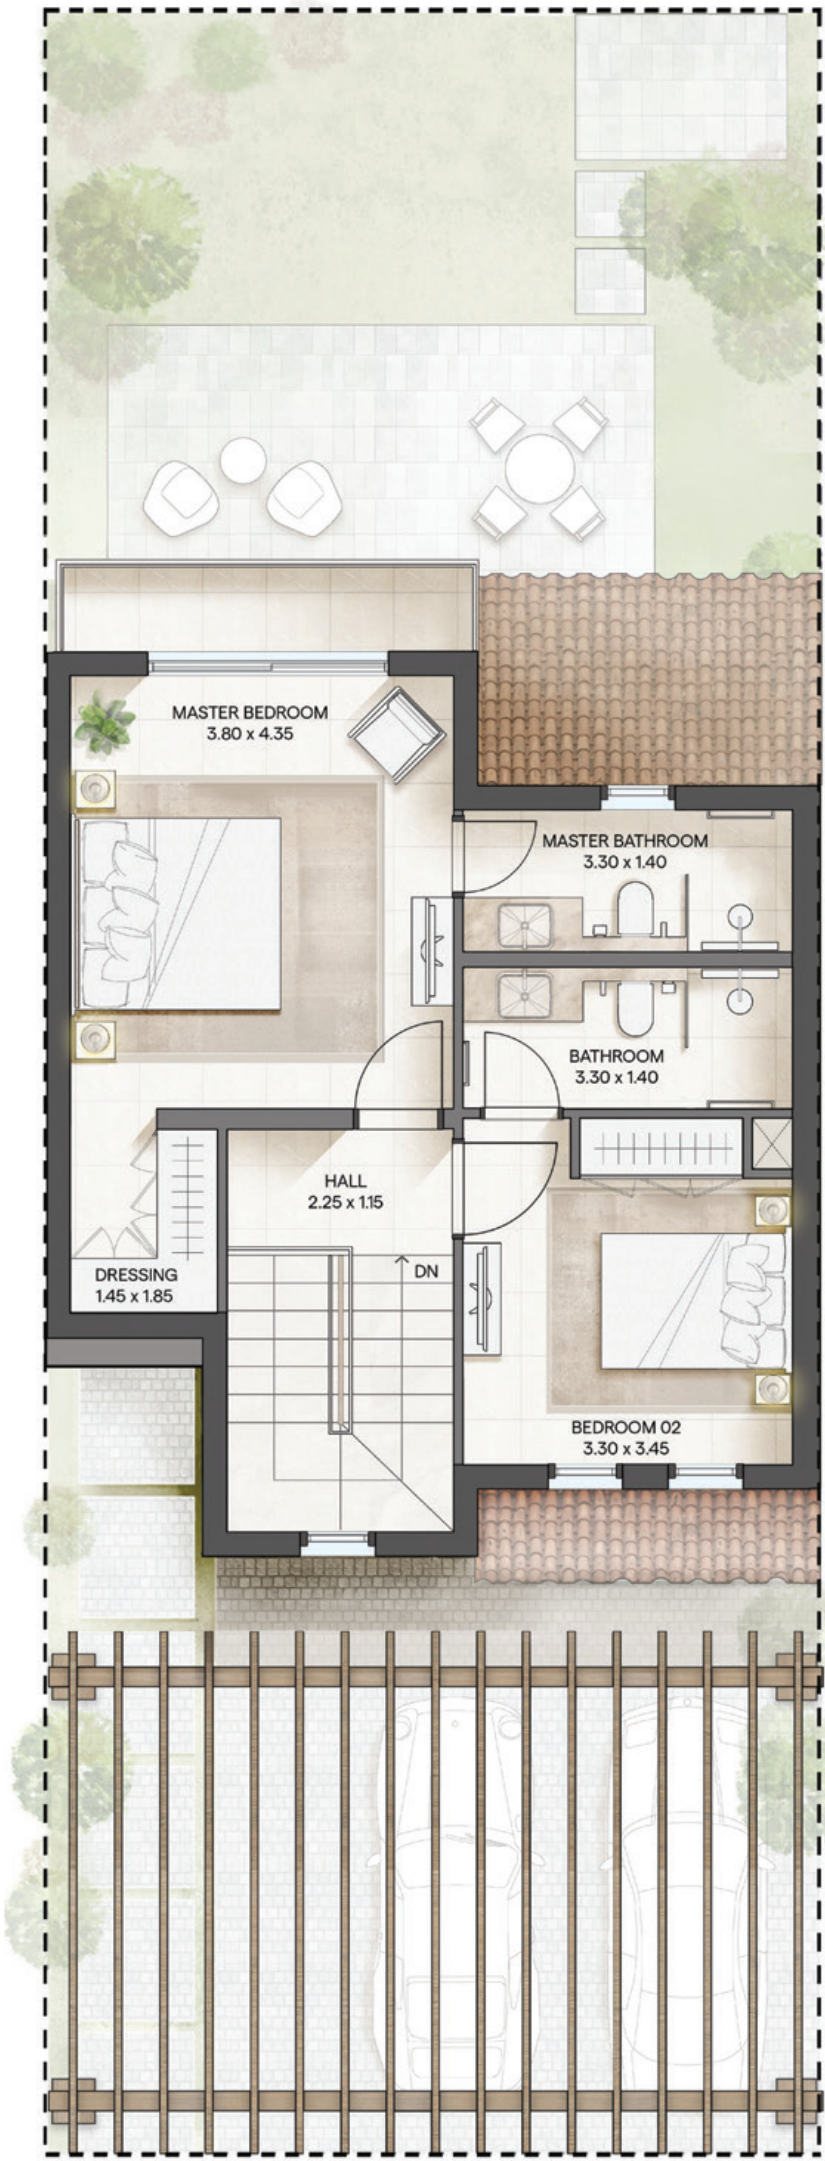 MASTER BEDROOM
3.80 x 4.35
MASTER BATHROOM
3.30 x 1.40
BATHROOM
3.30 x 1.40
HALL
2.25 x 1.15
DN
DRESSING
1.45 x 1.85
BEDROOM 02
3.30 x 3.45